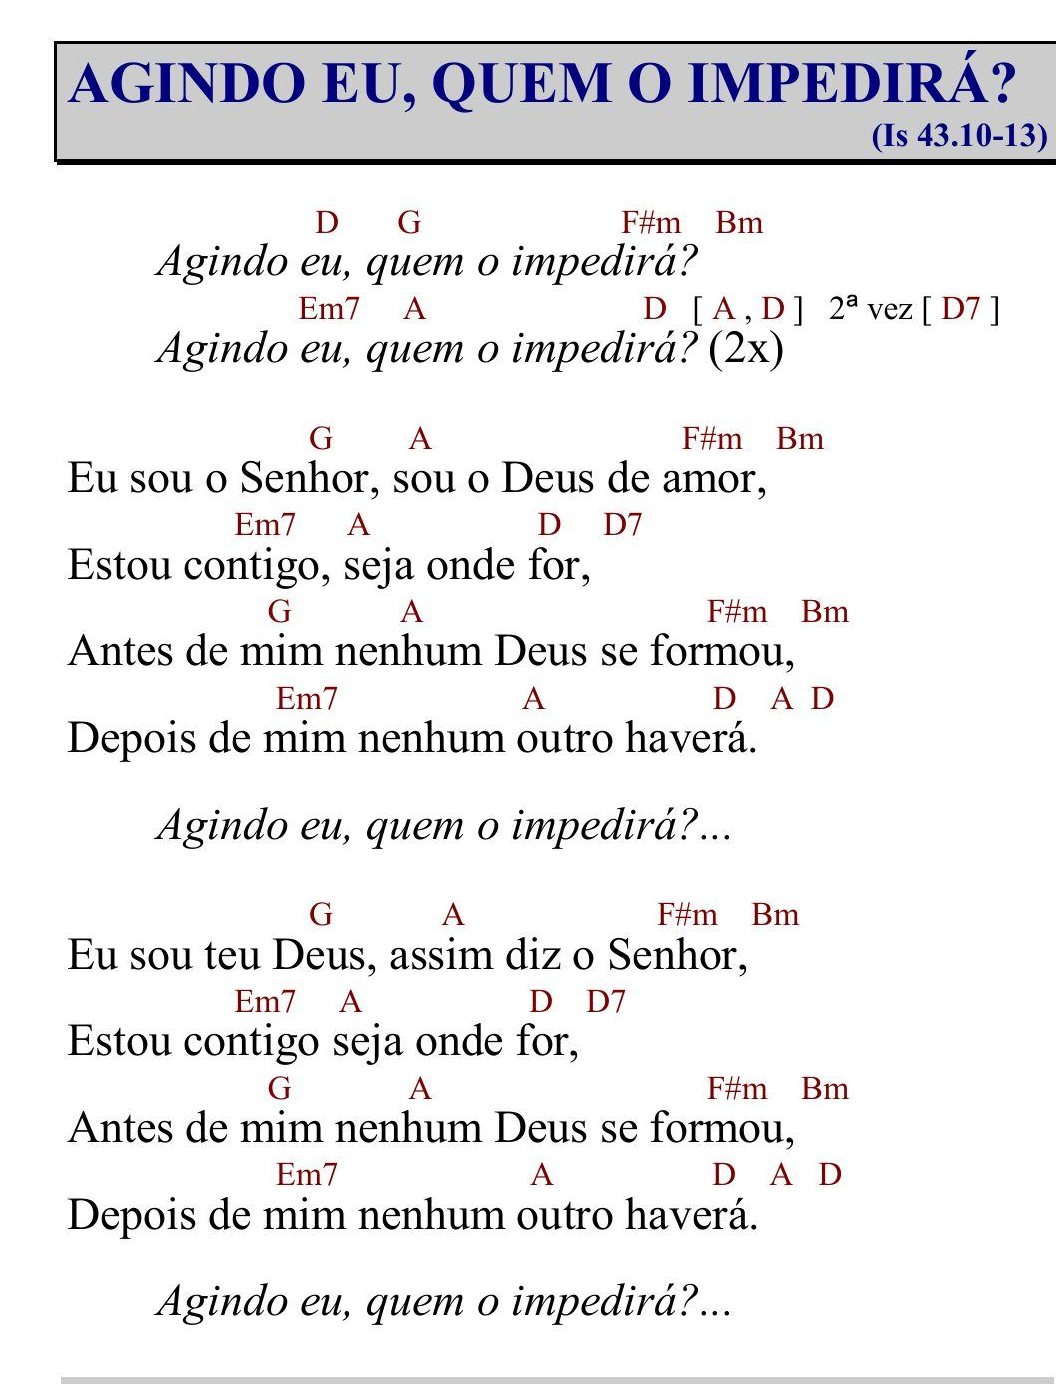 AGINDO EU, QUEM O IMPEDIRÁ?
(Is 43.10-13)
D G F#m Bm
Agindo eu, quem o impedirá?
Em7 A D [ A , D ] 2ª vez [ D7 ]
Agindo eu, quem o impedirá? (2x)
G A F#m Bm
Eu sou o Senhor, sou o Deus de amor,
Em7 A D D7
Estou contigo, seja onde for,
G A F#m Bm
Antes de mim nenhum Deus se formou,
Em7 A D A D
Depois de mim nenhum outro haverá.
Agindo eu, quem o impedirá?...
G A F#m Bm
Eu sou teu Deus, assim diz o Senhor,
Em7 A D D7
Estou contigo seja onde for,
G A F#m Bm
Antes de mim nenhum Deus se formou,
Em7 A D A D
Depois de mim nenhum outro haverá.
Agindo eu, quem o impedirá?...